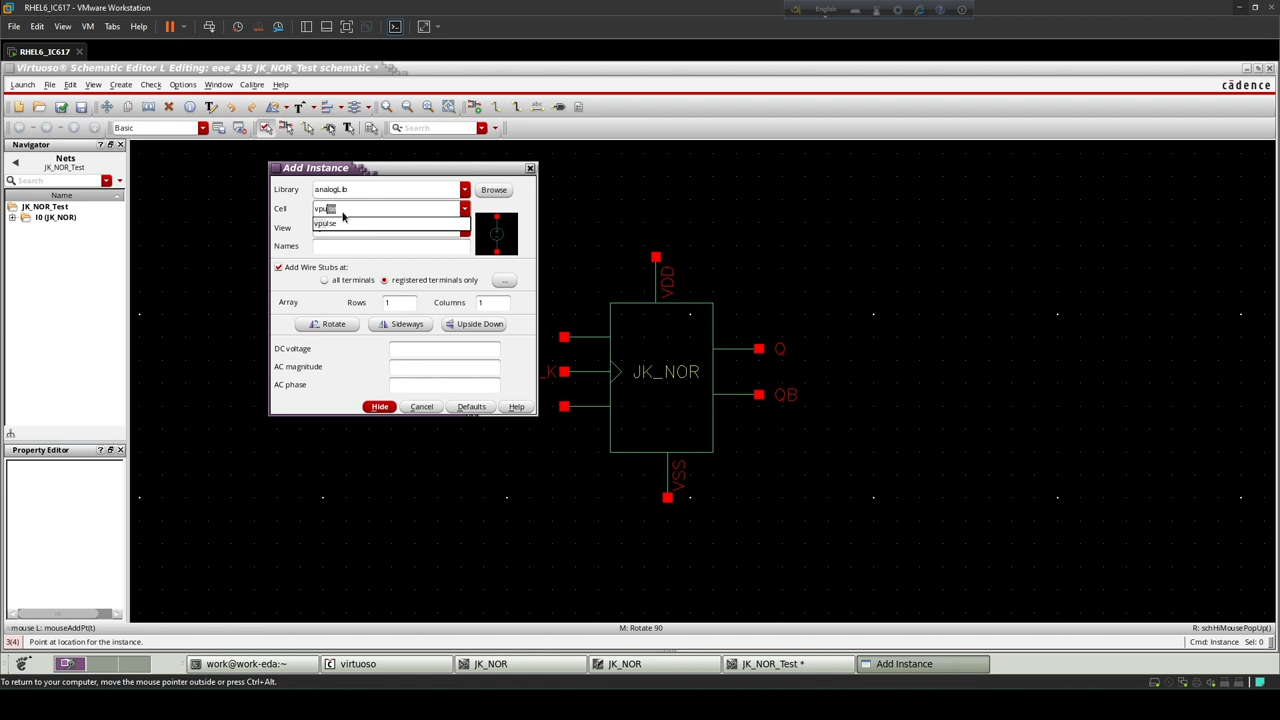 RHEL6_IC617 - VMware Workstation
English
File Edit View VM Tabs Help
RHEL6_IC617
Virtuoso® Schematic Editor L Editing: eee_435 JK_NOR_Test schematic *
Launch File Edit View Create Check Options Window Calibre Help
cādence
Basic
Search
Navigator
Nets
JK_NOR_Test
Search
Name
JK_NOR_Test
I0 (JK_NOR)
Property Editor
Add Instance
Library analogLib Browse
Cell vpulse
vpulse
View
Names
Add Wire Stubs at:
all terminals registered terminals only ...
Array Rows 1 Columns 1
Rotate Sideways Upside Down
DC voltage
AC magnitude
AC phase
Hide Cancel Defaults Help
VDD
Q
_K JK_NOR
QB
VSS
mouse L: mouseAddPt(t) M: Rotate 90 R: schHiMousePopUp()
3(4) Point at location for the instance. Cmd: Instance Sel: 0
work@work-eda:~ virtuoso JK_NOR JK_NOR JK_NOR_Test * Add Instance
To return to your computer, move the mouse pointer outside or press Ctrl+Alt.